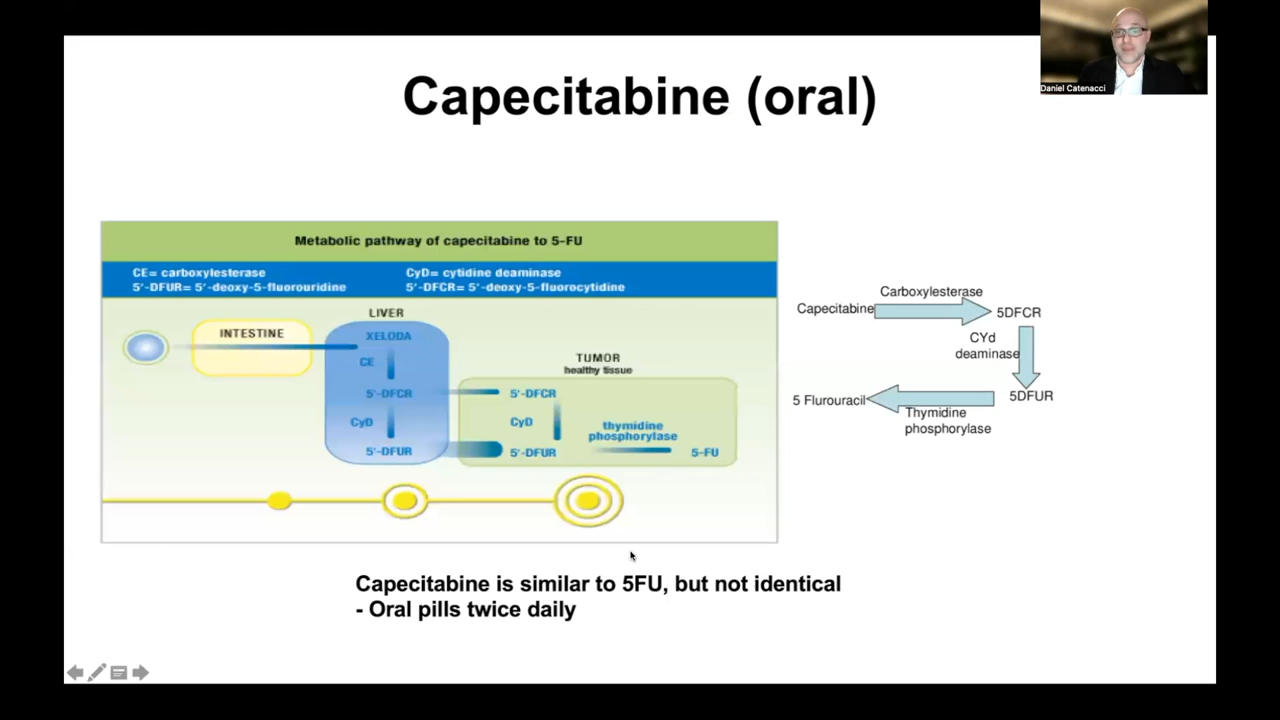 Daniel Catenacci
Capecitabine (oral)
Metabolic pathway of capecitabine to 5-FU
CE= carboxylesterase
5'-DFUR= 5'-deoxy-5-fluorouridine
CyD= cytidine deaminase
5'-DFCR= 5'-deoxy-5-fluorocytidine
INTESTINE
LIVER
XELODA
CE
5'-DFCR
CyD
5'-DFUR
TUMOR
healthy tissue
5'-DFCR
CyD
5'-DFUR
thymidine
phosphorylase
5-FU
Capecitabine
Carboxylesterase
5DFCR
CYd
deaminase
5DFUR
Thymidine
phosphorylase
5 Flurouracil
Capecitabine is similar to 5FU, but not identical
- Oral pills twice daily